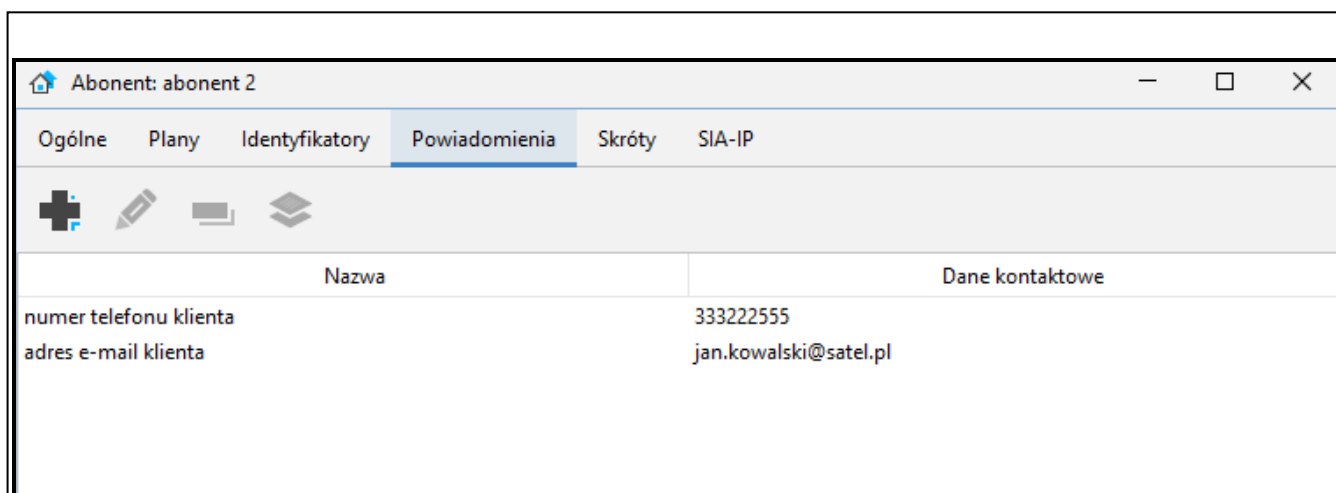 Abonent: abonent 2
Ogólne Plany Identyfikatory Powiadomienia Skróty SIA-IP
Nazwa Dane kontaktowe
numer telefonu klienta 333222555
adres e-mail klienta jan.kowalski@satel.pl